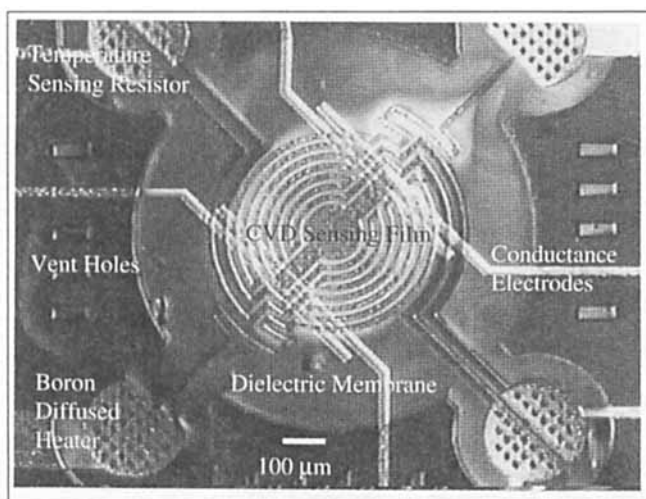 Temperature
Sensing Resistor
CVD Sensing Film
Vent Holes
Conductance
Electrodes
Boron
Diffused
Heater
Dielectric Membrane
100 μm